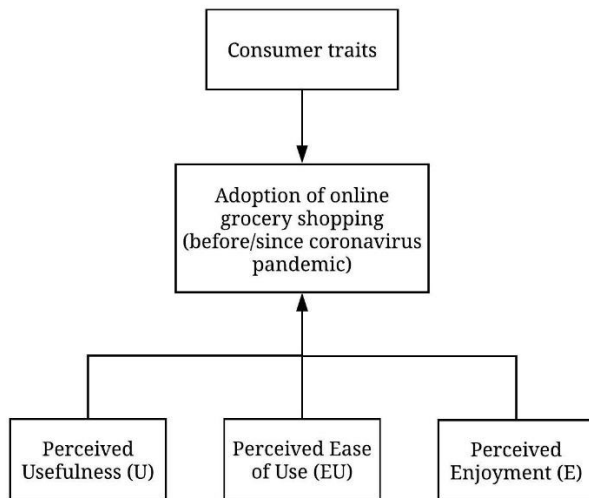 Consumer traits
Adoption of online
grocery shopping
(before/since coronavirus
pandemic)
Perceived
Usefulness (U)
Perceived Ease
of Use (EU)
Perceived
Enjoyment (E)